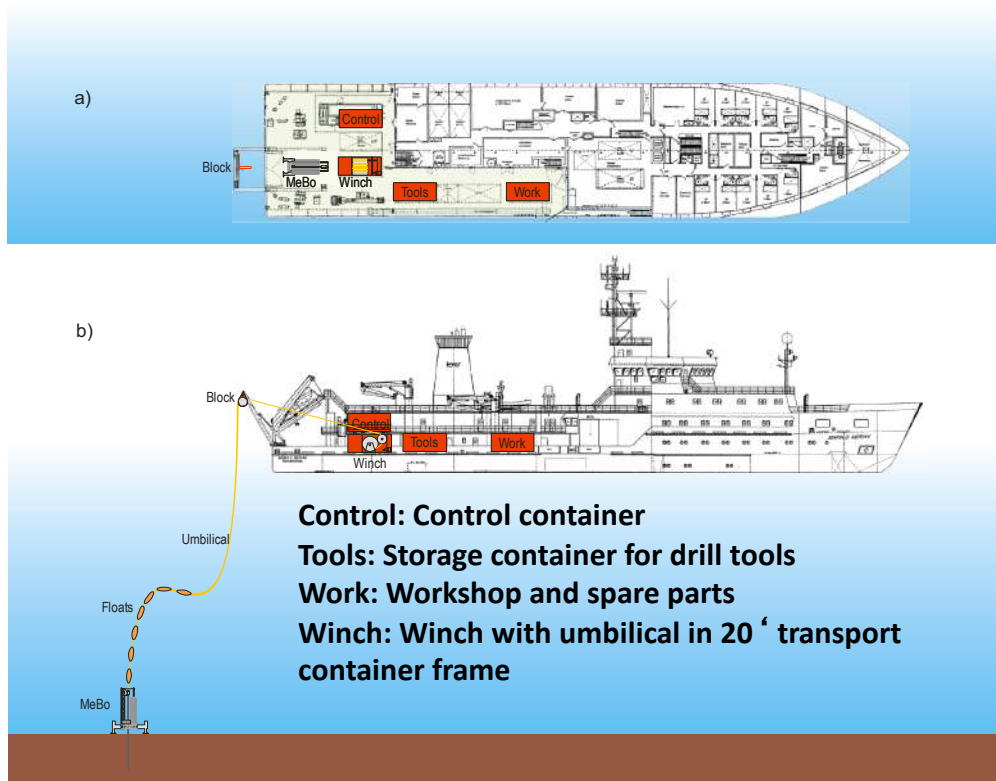 a)
Control
Block
MeBo
Winch
Tools
Work
b)
Block
Control
Tools
Work
Winch
Umbilical
Floats
MeBo
Control: Control container
Tools: Storage container for drill tools
Work: Workshop and spare parts
Winch: Winch with umbilical in 20 ‘ transport
container frame